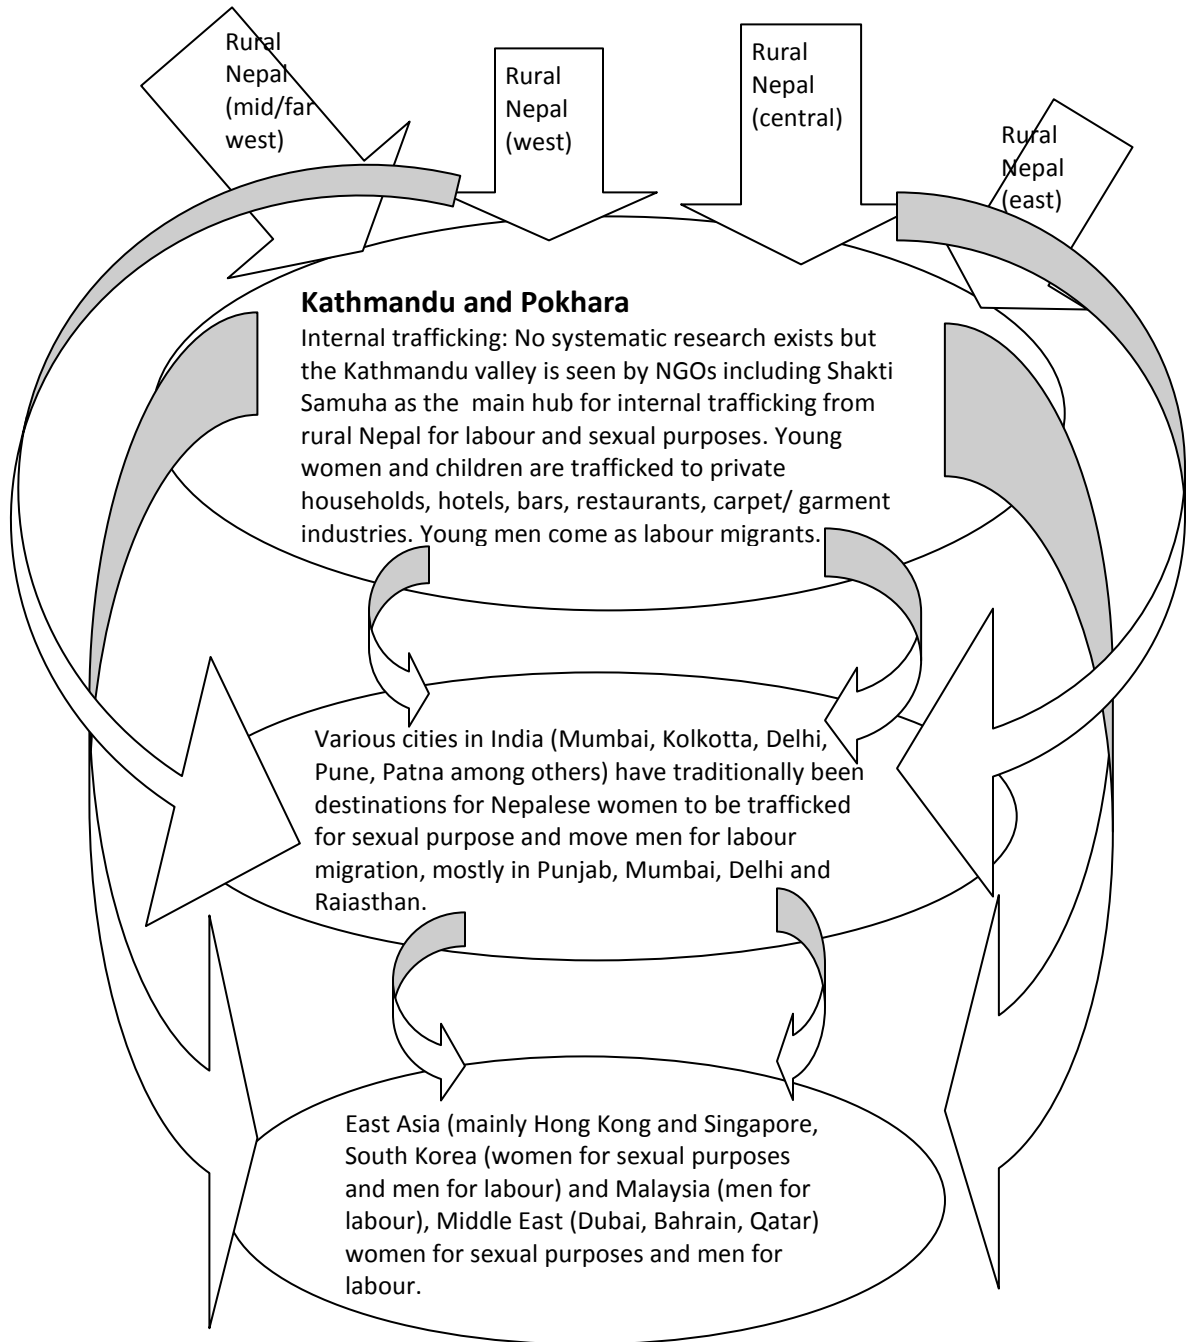 Rural
Nepal
(mid/far
west)
Rural
Nepal
(west)
Rural
Nepal
(central)
Rural
Nepal
(east)
Kathmandu and Pokhara
Internal trafficking: No systematic research exists but
the Kathmandu valley is seen by NGOs including Shakti
Samuha as the main hub for internal trafficking from
rural Nepal for labour and sexual purposes. Young
women and children are trafficked to private
households, hotels, bars, restaurants, carpet/ garment
industries. Young men come as labour migrants.
Various cities in India (Mumbai, Kolkotta, Delhi,
Pune, Patna among others) have traditionally been
destinations for Nepalese women to be trafficked
for sexual purpose and move men for labour
migration, mostly in Punjab, Mumbai, Delhi and
Rajasthan.
East Asia (mainly Hong Kong and Singapore,
South Korea (women for sexual purposes
and men for labour) and Malaysia (men for
labour), Middle East (Dubai, Bahrain, Qatar)
women for sexual purposes and men for
labour.